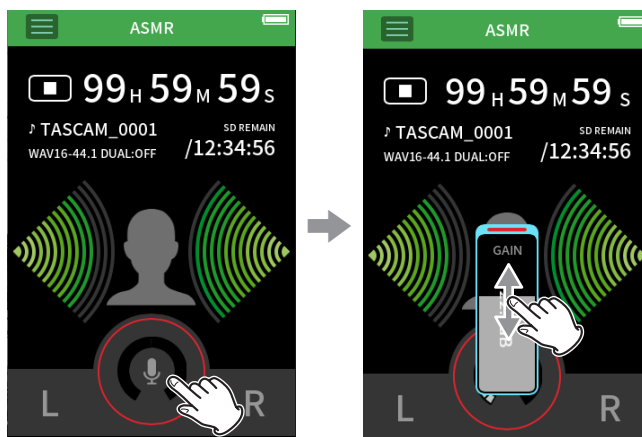 ASMR
99H59M59S
♪ TASCAM_0001
SD REMAIN
WAV16-44.1 DUAL:OFF
/12:34:56
L
R
ASMR
99H59M59S
♪ TASCAM_0001
SD REMAIN
WAV16-44.1 DUAL:OFF
/12:34:56
GAIN
L
R